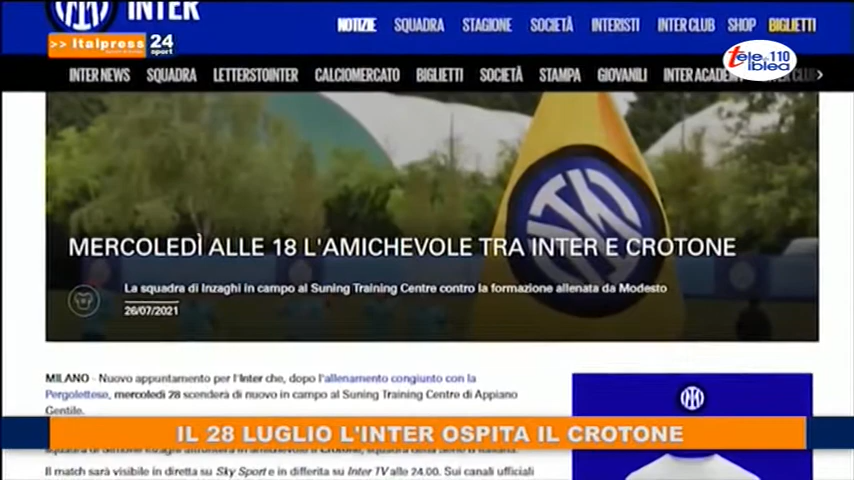 INTER
NOTIZIE SQUADRA STAGIONE SOCIETÀ INTERISTI INTER CLUB SHOP BIGLIETTI
>> Italpress 24
sport
tele 110
iblea
INTER NEWS SQUADRA LETTERSTOINTER CALCIOMERCATO BIGLIETTI SOCIETÀ STAMPA GIOVANILI INTER ACADEMY
MERCOLEDÌ ALLE 18 L'AMICHEVOLE TRA INTER E CROTONE
La squadra di Inzaghi in campo al Suning Training Centre contro la formazione allenata da Modesto
26/07/2021
MILANO - Nuovo appuntamento per l'Inter che, dopo l'allenamento congiunto con la
Pergolettese, mercoledì 28 scenderà di nuovo in campo al Suning Training Centre di Appiano
Gentile.
IL 28 LUGLIO L'INTER OSPITA IL CROTONE
Il match sarà visibile in diretta su Sky Sport e in differita su Inter TV alle 24.00. Sui canali ufficiali